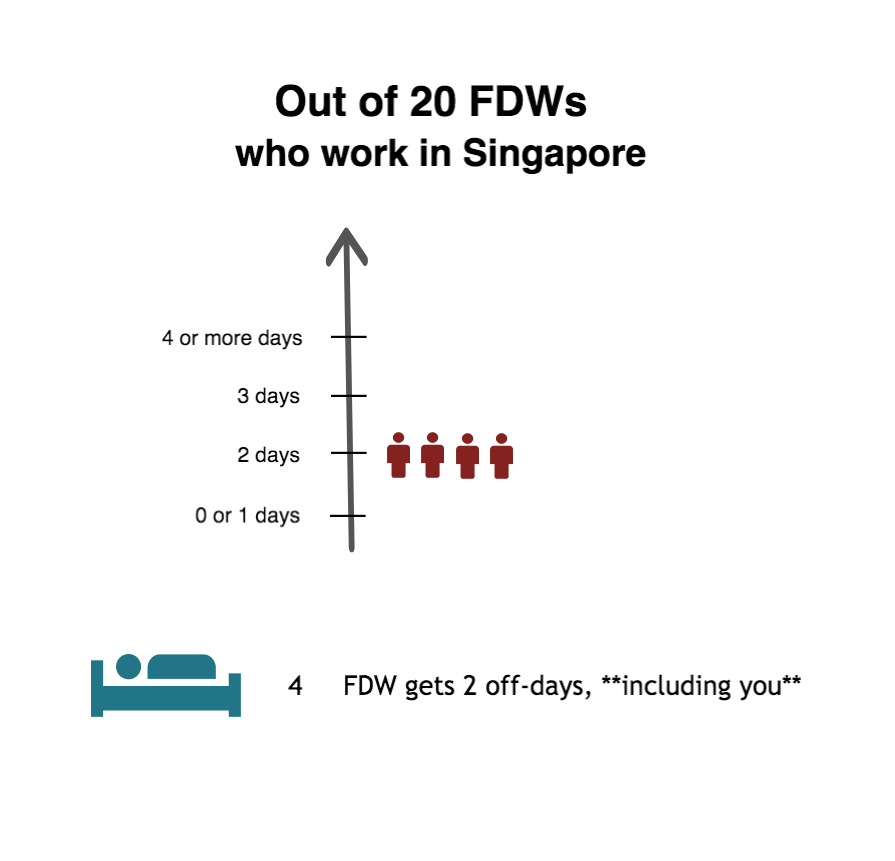 Out of 20 FDWs
who work in Singapore
4 or more days
3 days
2 days
0 or 1 days
4 FDW gets 2 off-days, **including you**